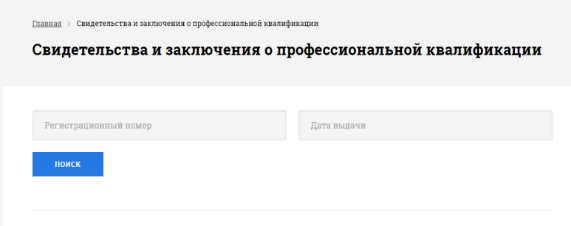 Главная > Свидетельства и заключения о профессиональной квалификации
Свидетельства и заключения о профессиональной квалификации
Регистрационный номер Дата выдачи
ПОИСК